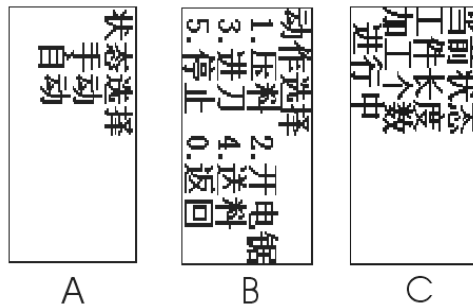 状态选择
手动
自动
A
动作选择
1.压料 2.开电锯
3.进刀 4.送料
5.停止 0.返回
B
当前状态
工件长度
加工个数
进行中
C